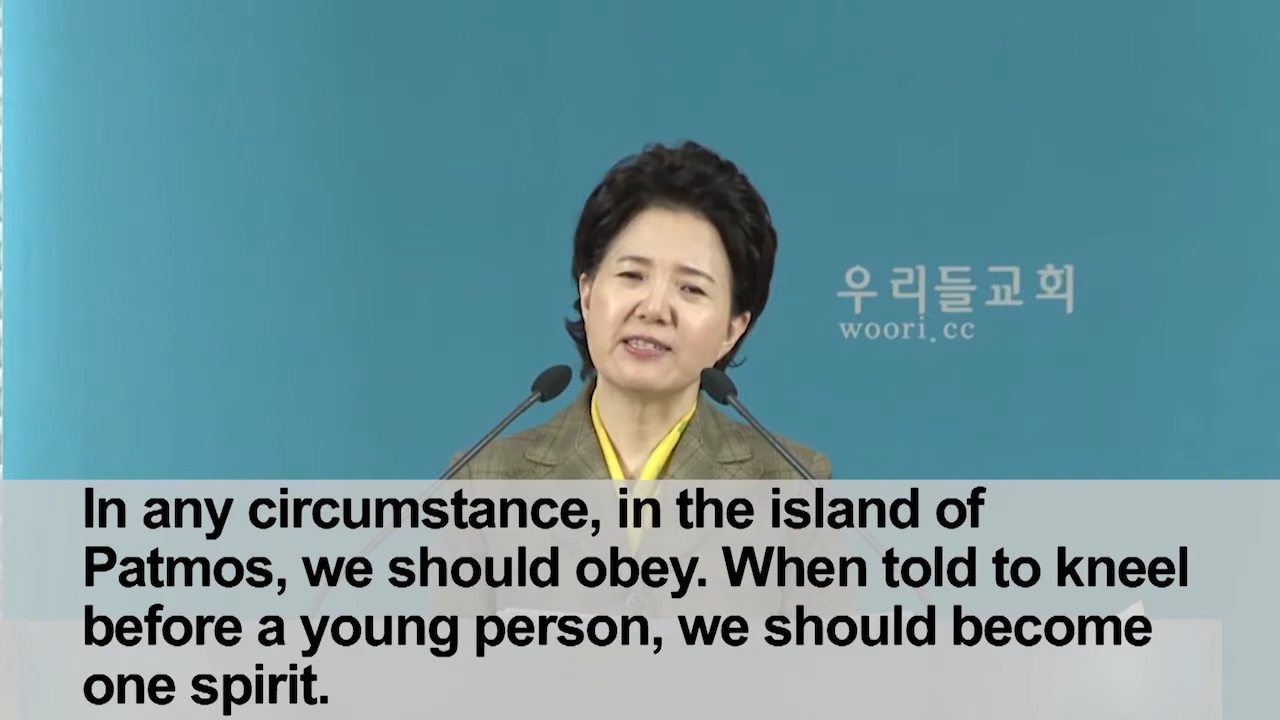 우리들교회
woori.cc
In any circumstance, in the island of
Patmos, we should obey. When told to kneel
before a young person, we should become
one spirit.